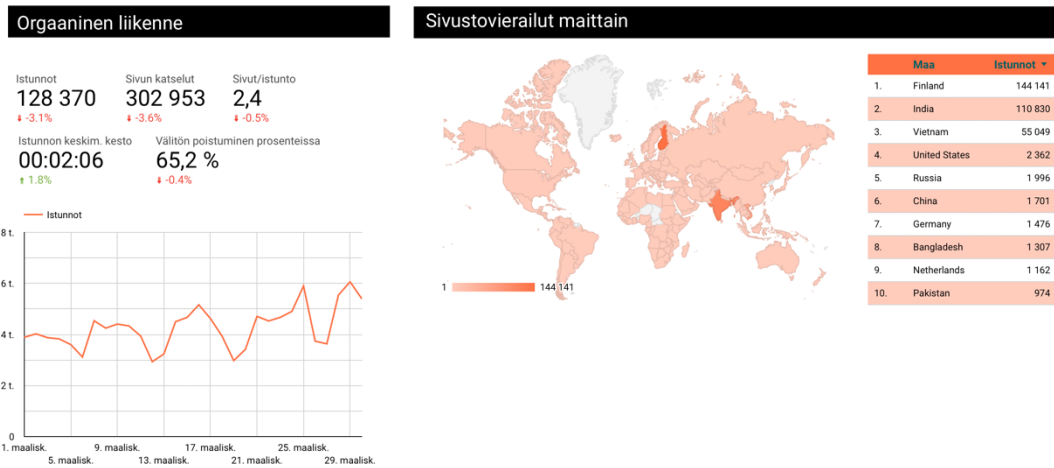 Orgaaninen liikenne
Istunnot
128 370
-3.1%
Sivun katselut
302 953
-3.6%
Sivut/istunto
2,4
-0.5%
Istunnon keskim. kesto
00:02:06
1.8%
Välitön poistuminen prosenteissa
65,2 %
-0.4%
Istunnot
8 t.
6 t.
4 t.
2 t.
0
1. maalisk.
5. maalisk.
9. maalisk.
13. maalisk.
17. maalisk.
21. maalisk.
25. maalisk.
29. maalisk.
Sivustovierailut maittain
1 144 141
Maa Istunnot
1. Finland 144 141
2. India 110 830
3. Vietnam 55 049
4. United States 2 362
5. Russia 1 996
6. China 1 701
7. Germany 1 476
8. Bangladesh 1 307
9. Netherlands 1 162
10. Pakistan 974